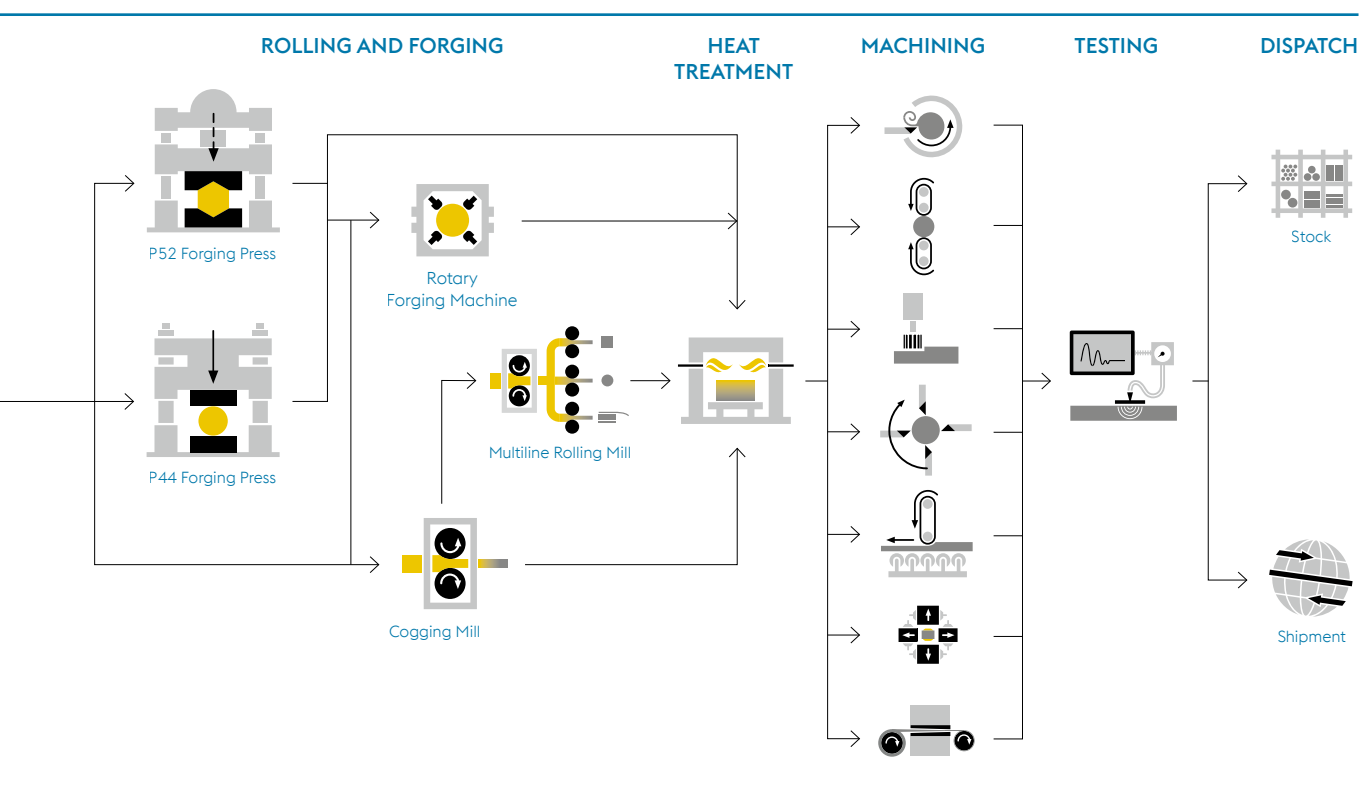 ROLLING AND FORGING
HEAT
TREATMENT
MACHINING
TESTING
DISPATCH
P52 Forging Press
Rotary
Forging Machine
Stock
P44 Forging Press
Multiline Rolling Mill
Cogging Mill
Shipment